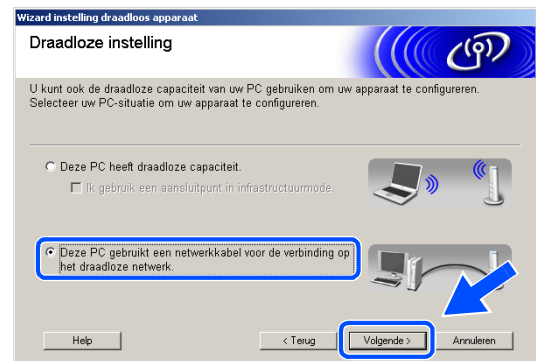 Wizard instelling draadloos apparaat
Draadloze instelling
U kunt ook de draadloze capaciteit van uw PC gebruiken om uw apparaat te configureren.
Selecteer uw PC-situatie om uw apparaat te configureren.
Deze PC heeft draadloze capaciteit.
Ik gebruik een aansluitpunt in infrastructuurmode.
Deze PC gebruikt een netwerkkabel voor de verbinding op
het draadloze netwerk.
Help
< Terug
Volgende >
Annuleren